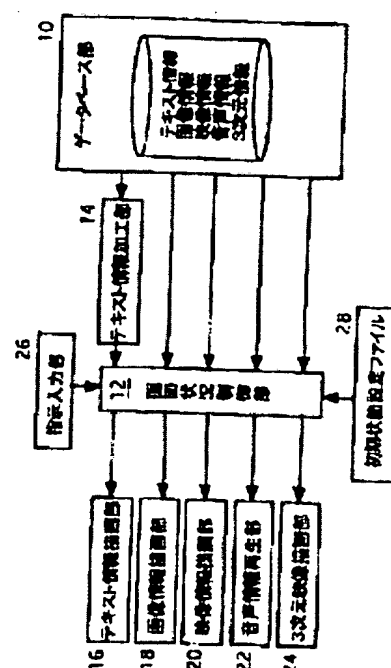 10
データベース部
テキスト情報
画像情報
映像情報
音声情報
3次元情報
14
テキスト情報加工部
26
指示入力部
12
画面状況制御部
28
初期状態設定ファイル
16
テキスト情報描画部
18
画像情報描画部
20
映像情報描画部
22
音声情報再生部
24
3次元映像描画部